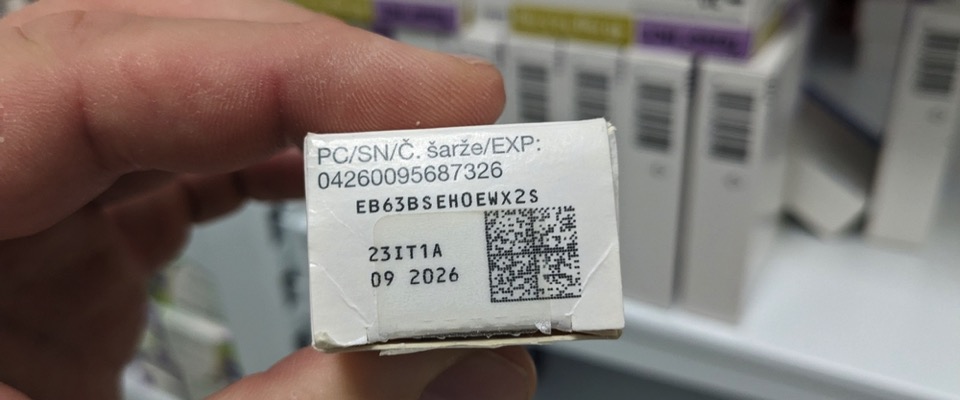 PC/SN/Č. šarže/EXP:
04260095687326
EB63BSEHOEWX2S
23IT1A
09 2026